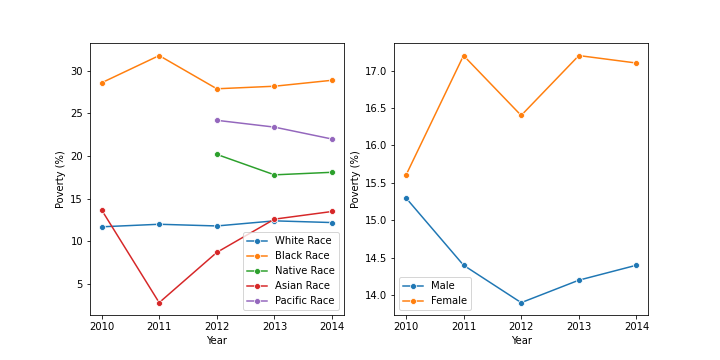 30
25
20
15
10
5
Poverty (%)
2010 2011 2012 2013 2014
Year
White Race
Black Race
Native Race
Asian Race
Pacific Race
17.0
16.5
16.0
15.5
15.0
14.5
14.0
Poverty (%)
2010 2011 2012 2013 2014
Year
Male
Female